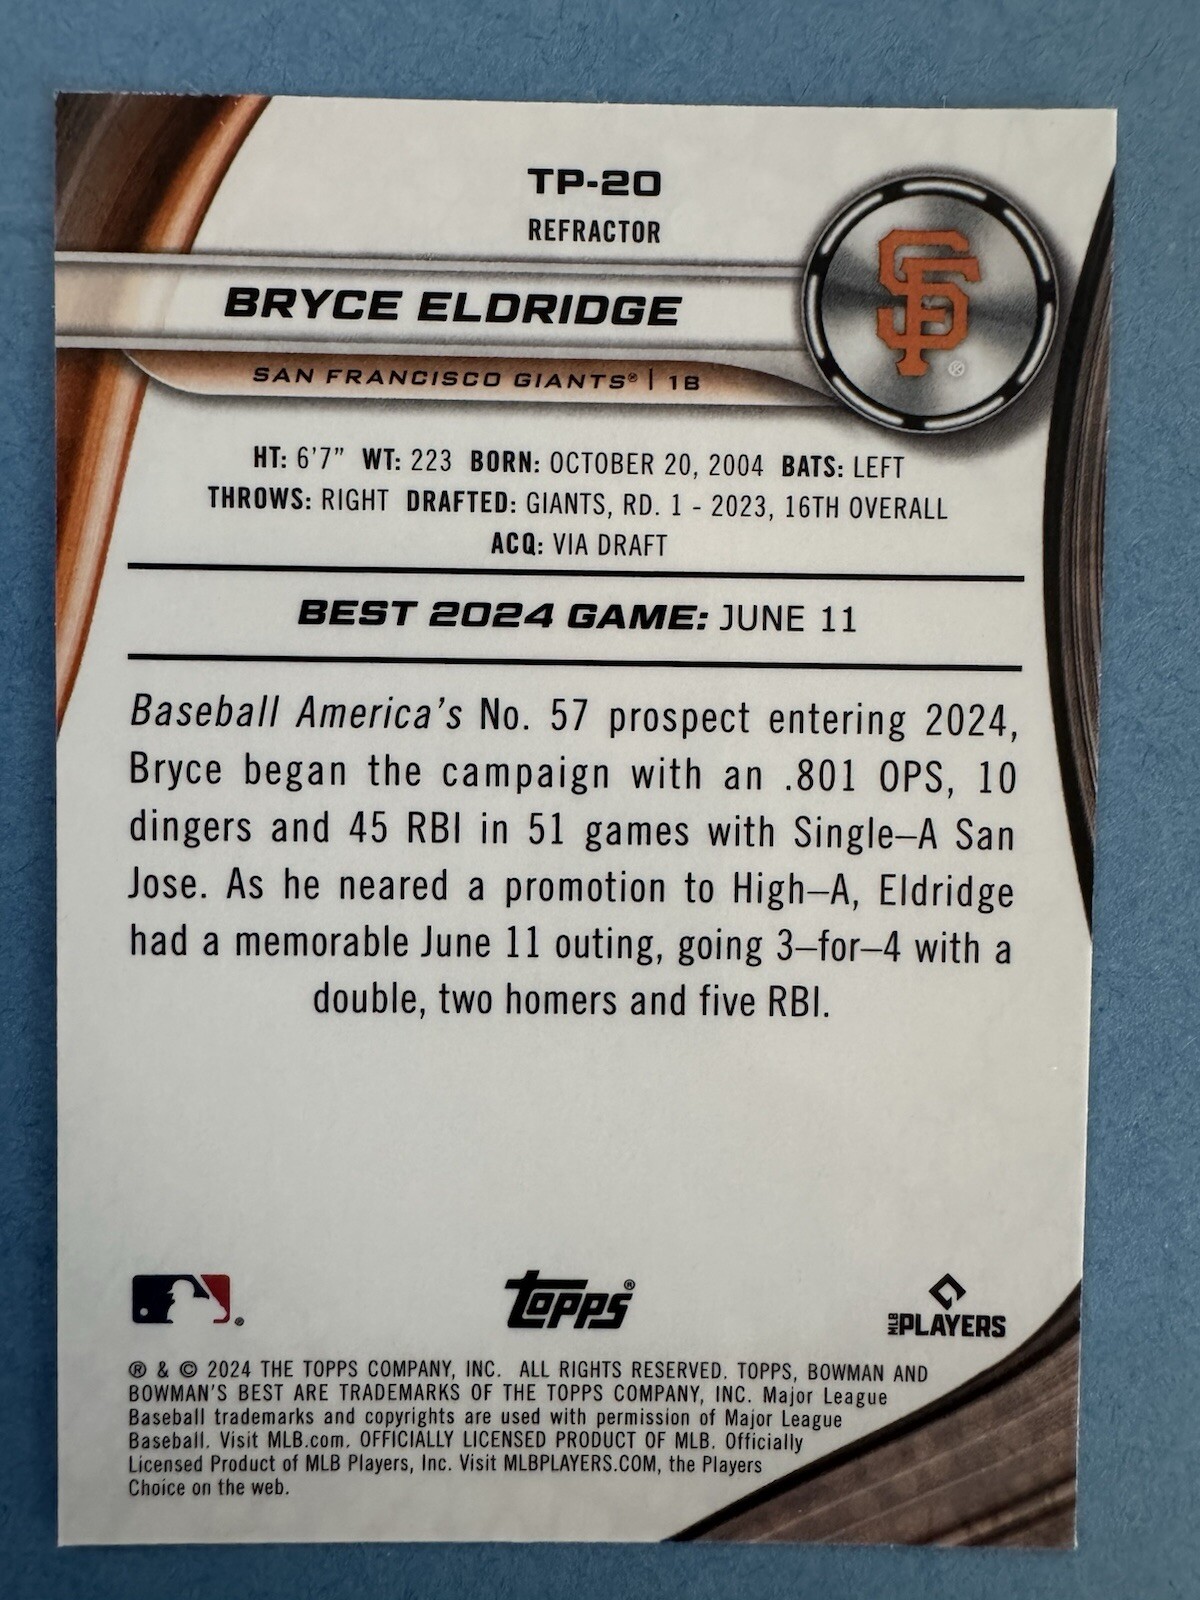 TP-20
REFRACTOR
BRYCE ELDRIDGE
SAN FRANCISCO GIANTS® | 1B
SF ®
HT: 6'7" WT: 223 BORN: OCTOBER 20, 2004 BATS: LEFT
THROWS: RIGHT DRAFTED: GIANTS, RD. 1 - 2023, 16TH OVERALL
ACQ: VIA DRAFT
BEST 2024 GAME: JUNE 11
Baseball America's No. 57 prospect entering 2024,
Bryce began the campaign with an .801 OPS, 10
dingers and 45 RBI in 51 games with Single–A San
Jose. As he neared a promotion to High–A, Eldridge
had a memorable June 11 outing, going 3–for–4 with a
double, two homers and five RBI.
®
Topps®
MLB PLAYERS
® & © 2024 THE TOPPS COMPANY, INC. ALL RIGHTS RESERVED. TOPPS, BOWMAN AND
BOWMAN'S BEST ARE TRADEMARKS OF THE TOPPS COMPANY, INC. Major League
Baseball trademarks and copyrights are used with permission of Major League
Baseball. Visit MLB.com. OFFICIALLY LICENSED PRODUCT OF MLB. Officially
Licensed Product of MLB Players, Inc. Visit MLBPLAYERS.COM, the Players
Choice on the web.